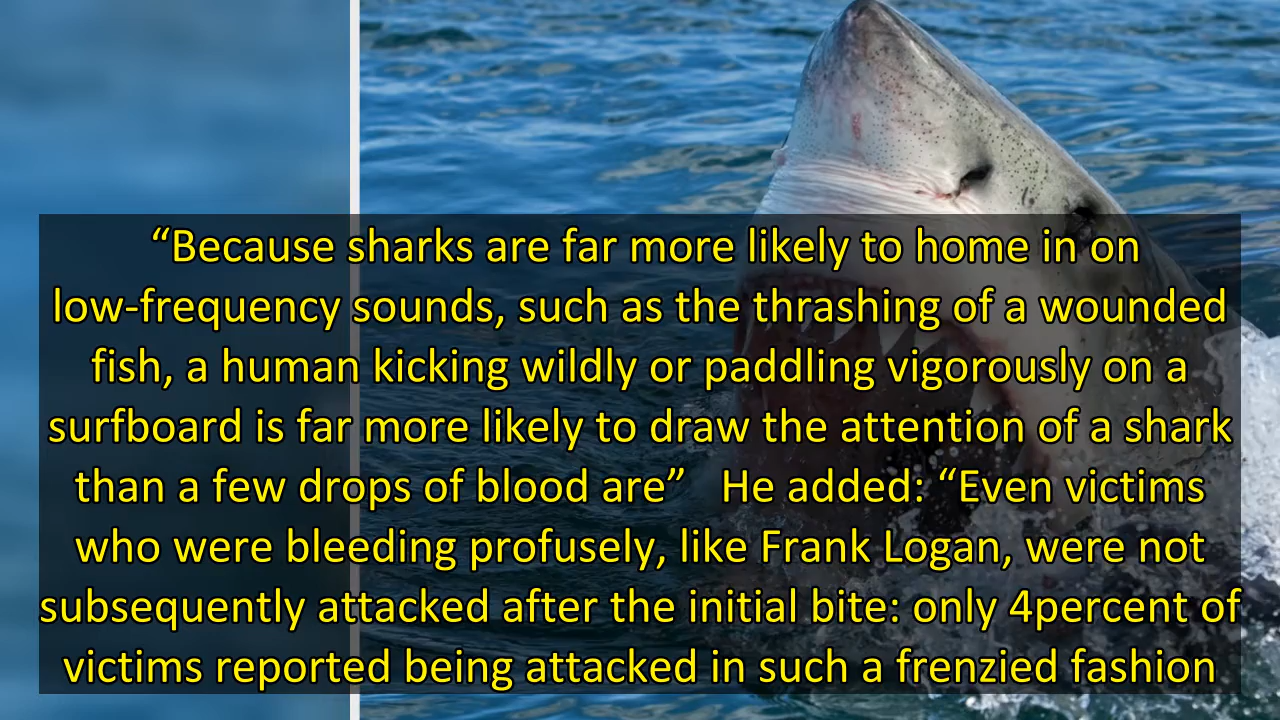 “Because sharks are far more likely to home in on
low-frequency sounds, such as the thrashing of a wounded
fish, a human kicking wildly or paddling vigorously on a
surfboard is far more likely to draw the attention of a shark
than a few drops of blood are”   He added: “Even victims
who were bleeding profusely, like Frank Logan, were not
subsequently attacked after the initial bite: only 4percent of
victims reported being attacked in such a frenzied fashion